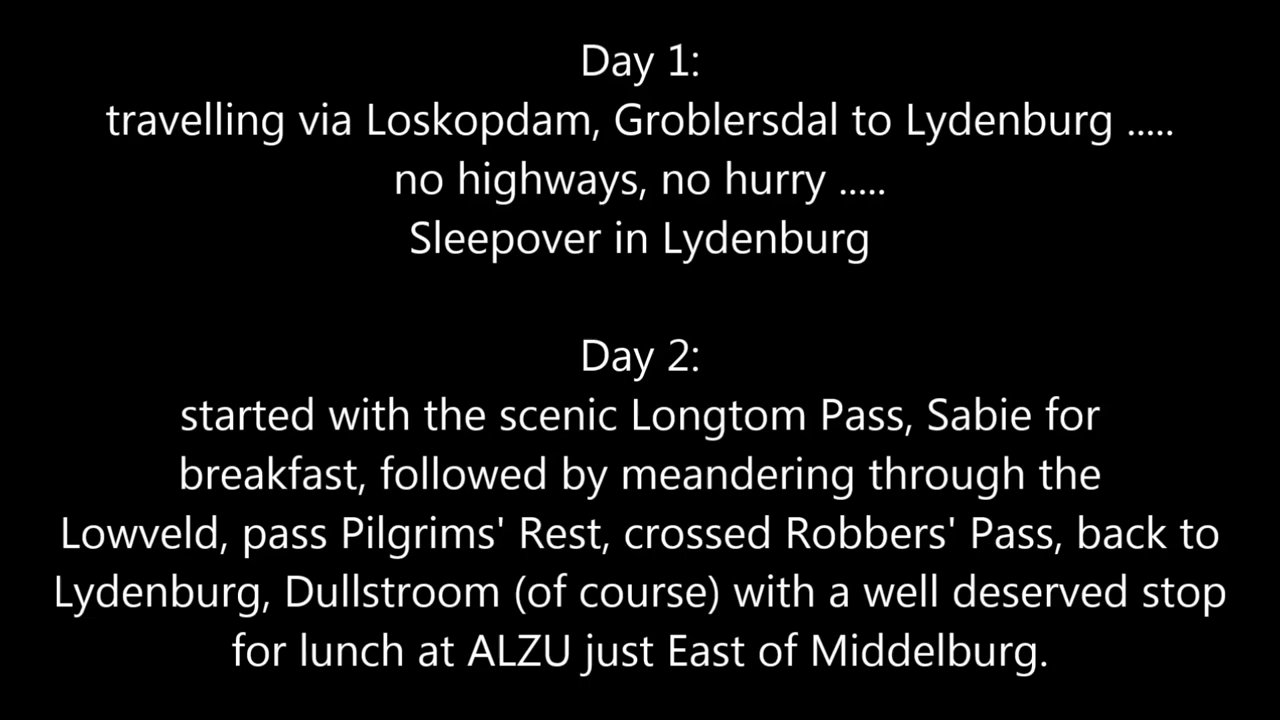 Day 1:
travelling via Loskopdam, Groblersdal to Lydenburg .....
no highways, no hurry .....
Sleepover in Lydenburg
Day 2:
started with the scenic Longtom Pass, Sabie for
breakfast, followed by meandering through the
Lowveld, pass Pilgrims' Rest, crossed Robbers' Pass, back to
Lydenburg, Dullstroom (of course) with a well deserved stop
for lunch at ALZU just East of Middelburg.